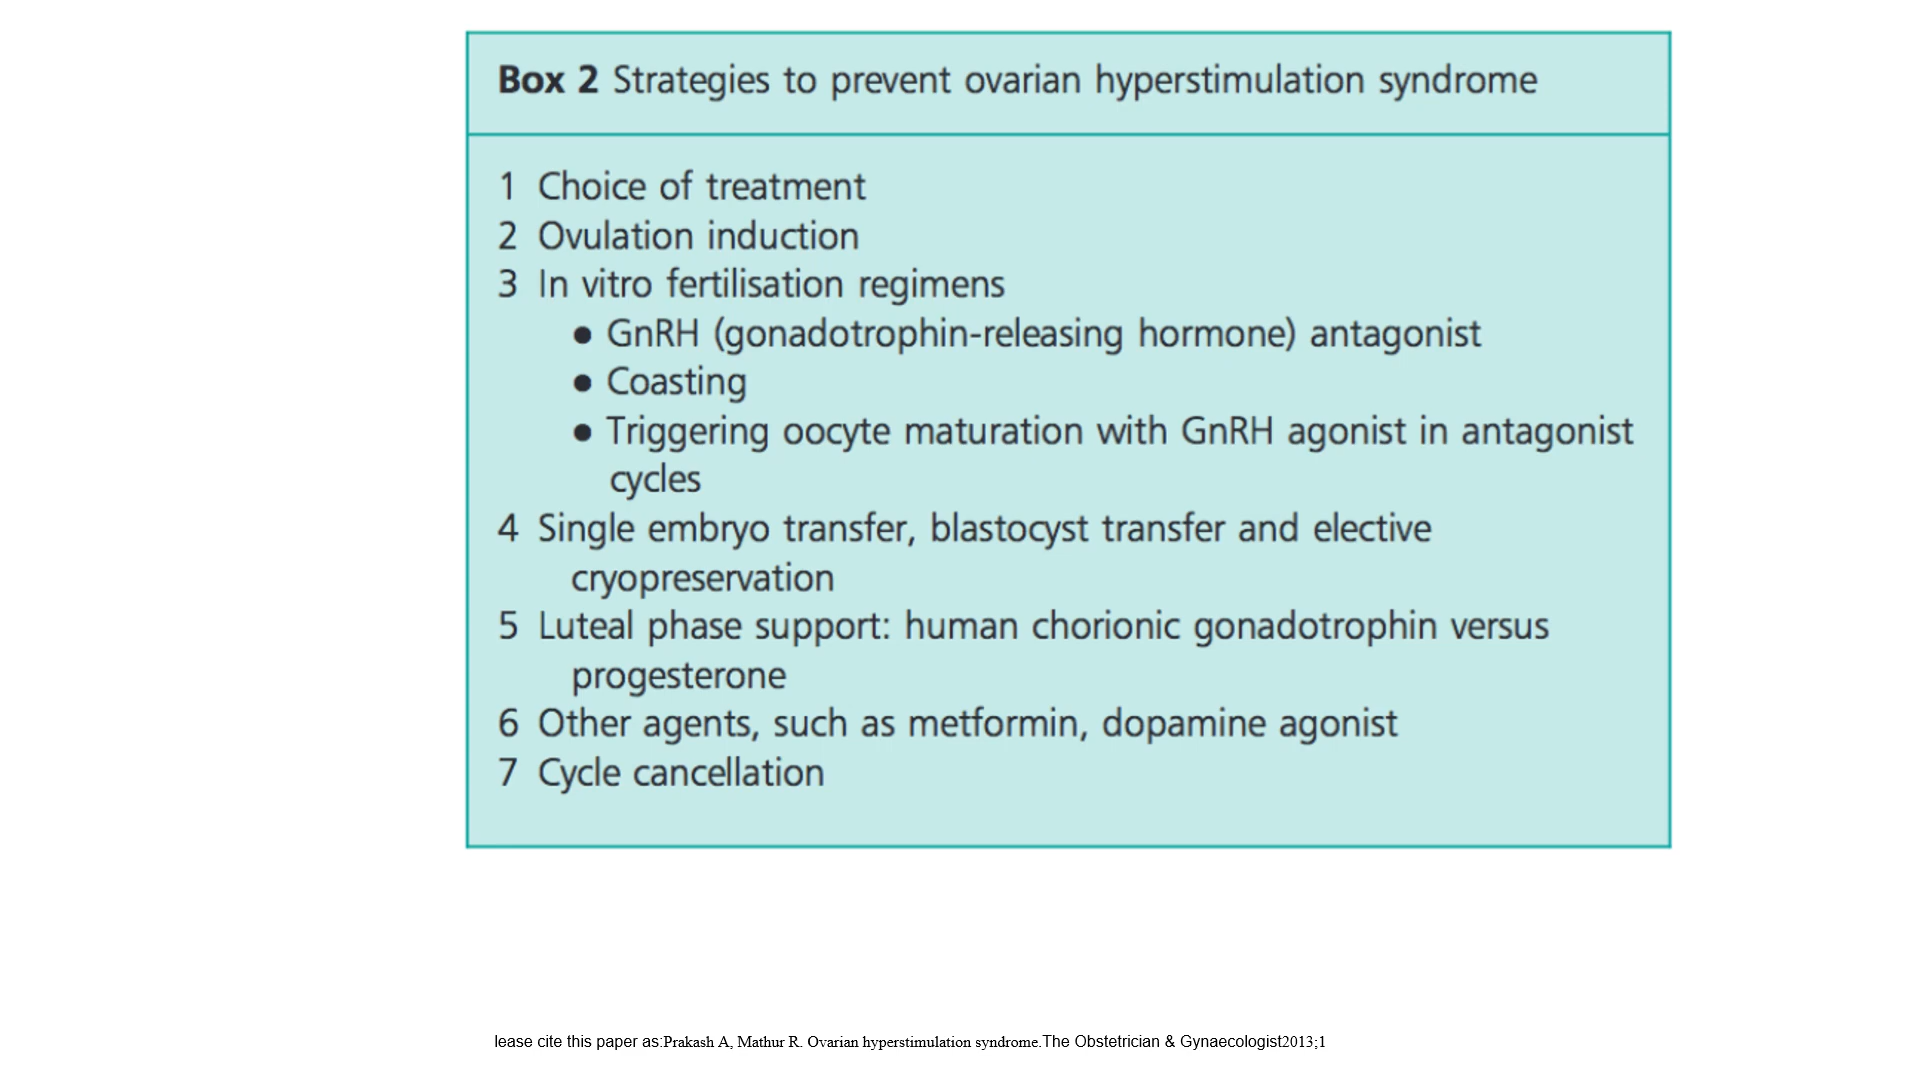 Box 2 Strategies to prevent ovarian hyperstimulation syndrome
1 Choice of treatment
2 Ovulation induction
3 In vitro fertilisation regimens
● GnRH (gonadotrophin-releasing hormone) antagonist
● Coasting
● Triggering oocyte maturation with GnRH agonist in antagonist
cycles
4 Single embryo transfer, blastocyst transfer and elective
cryopreservation
5 Luteal phase support: human chorionic gonadotrophin versus
progesterone
6 Other agents, such as metformin, dopamine agonist
7 Cycle cancellation
lease cite this paper as:Prakash A, Mathur R. Ovarian hyperstimulation syndrome.The Obstetrician & Gynaecologist2013;1